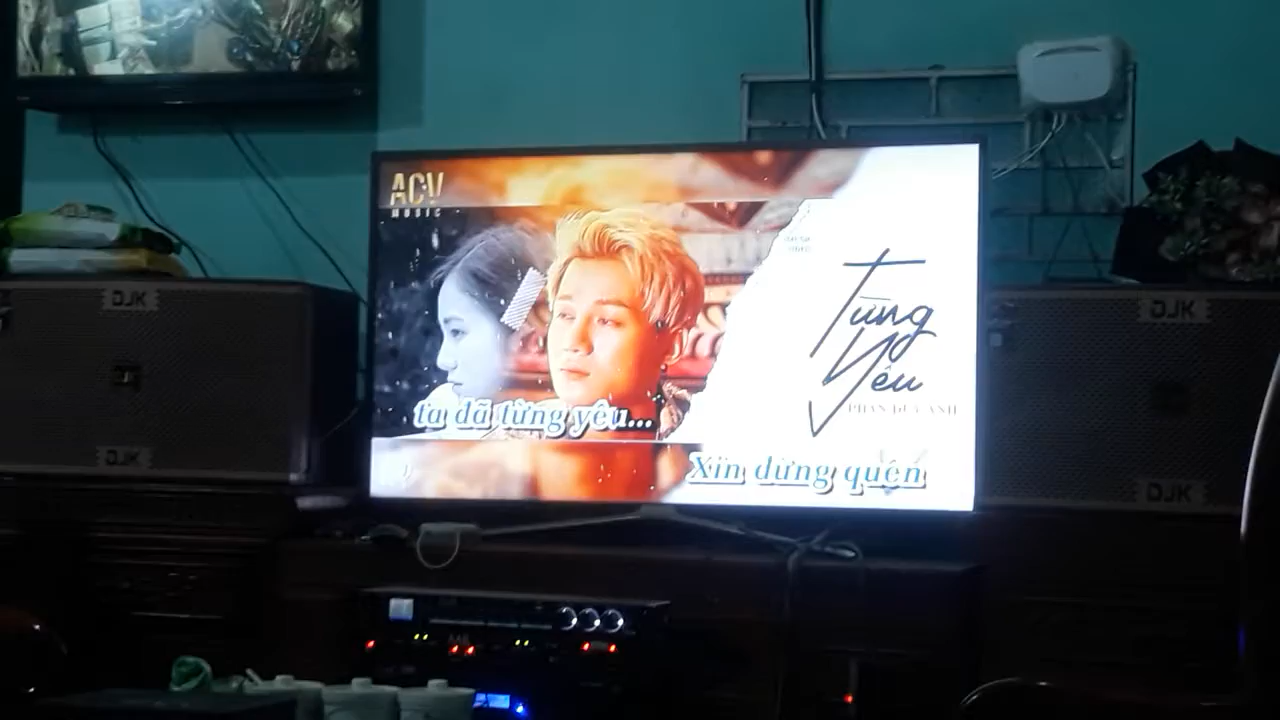 ACV
MUSIC
Từng
Yêu
PHAN DUY ANH
ta đã từng yêu...
Xin đừng quên
DJK
DJK
DJK
DJK